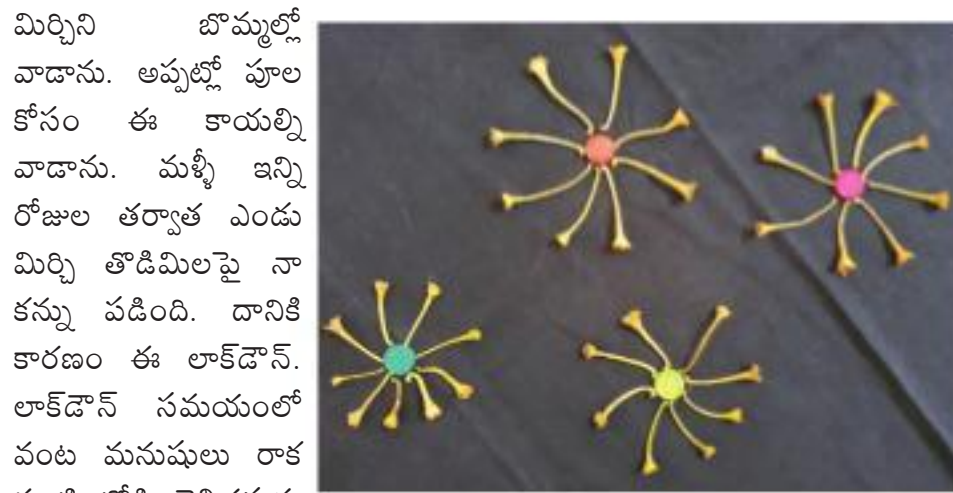 మిర్చిని బొమ్మల్లో
వాడాను. అప్పట్లో పూల
కోసం ఈ కాయల్ని
వాడాను. మళ్ళీ ఇన్ని
రోజుల తర్వాత ఎండు
మిర్చి తొడిమిలపై నా
కన్ను పడింది. దానికి
కారణం ఈ లాక్‌డౌన్.
లాక్‌డౌన్ సమయంలో
వంట మనుషులు రాక